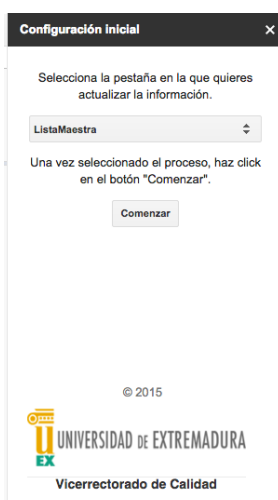 Configuración inicial ×
Selecciona la pestaña en la que quieres
actualizar la información.
ListaMaestra
Una vez seleccionado el proceso, haz click
en el botón "Comenzar".
Comenzar
© 2015
UEX
UNIVERSIDAD DE EXTREMADURA
Vicerrectorado de Calidad